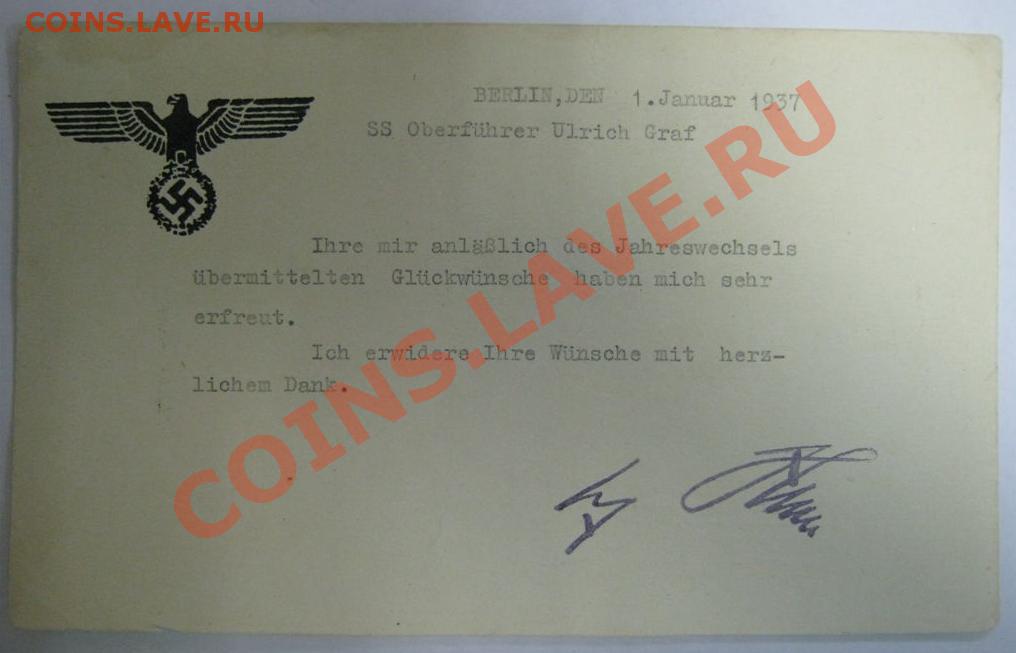 COINS.LAVE.RU
BERLIN,DEN 1.Januar 1937
SS Oberführer Ulrich Graf
Ihre mir anläßlich des Jahreswechsels
übermittelten Glückwünsche haben mich sehr
erfreut.
Ich erwidere Ihre Wünsche mit herz-
lichem Dank.
COINS.LAVE.RU